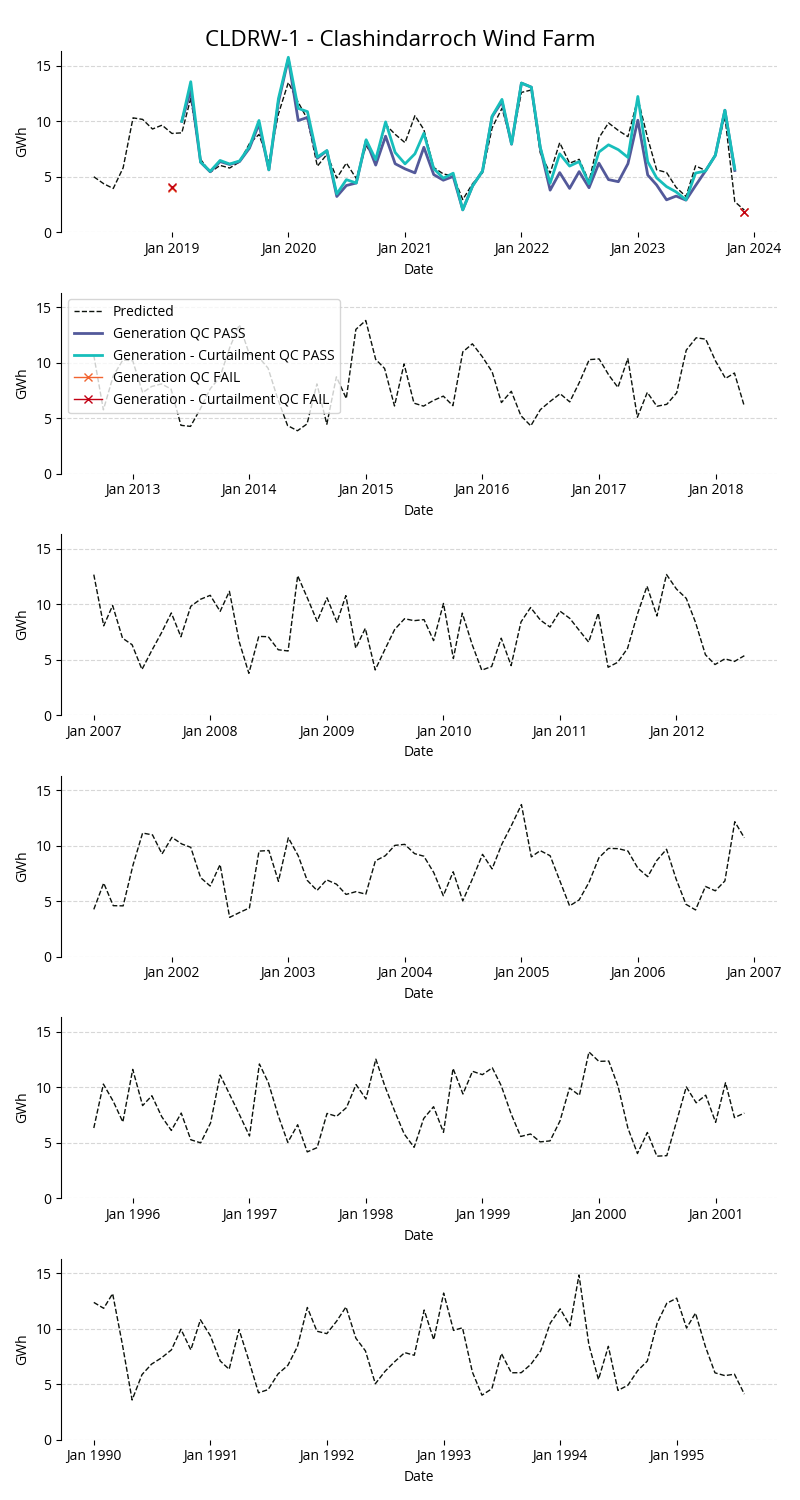 CLDRW-1 - Clashindarroch Wind Farm
15
10
5
0
GWh
Jan 2019 Jan 2020 Jan 2021 Jan 2022 Jan 2023 Jan 2024
Date
15
10
5
0
GWh
Predicted
Generation QC PASS
Generation - Curtailment QC PASS
Generation QC FAIL
Generation - Curtailment QC FAIL
Jan 2013 Jan 2014 Jan 2015 Jan 2016 Jan 2017 Jan 2018
Date
15
10
5
0
GWh
Jan 2007 Jan 2008 Jan 2009 Jan 2010 Jan 2011 Jan 2012
Date
15
10
5
0
GWh
Jan 2002 Jan 2003 Jan 2004 Jan 2005 Jan 2006 Jan 2007
Date
15
10
5
0
GWh
Jan 1996 Jan 1997 Jan 1998 Jan 1999 Jan 2000 Jan 2001
Date
15
10
5
0
GWh
Jan 1990 Jan 1991 Jan 1992 Jan 1993 Jan 1994 Jan 1995
Date